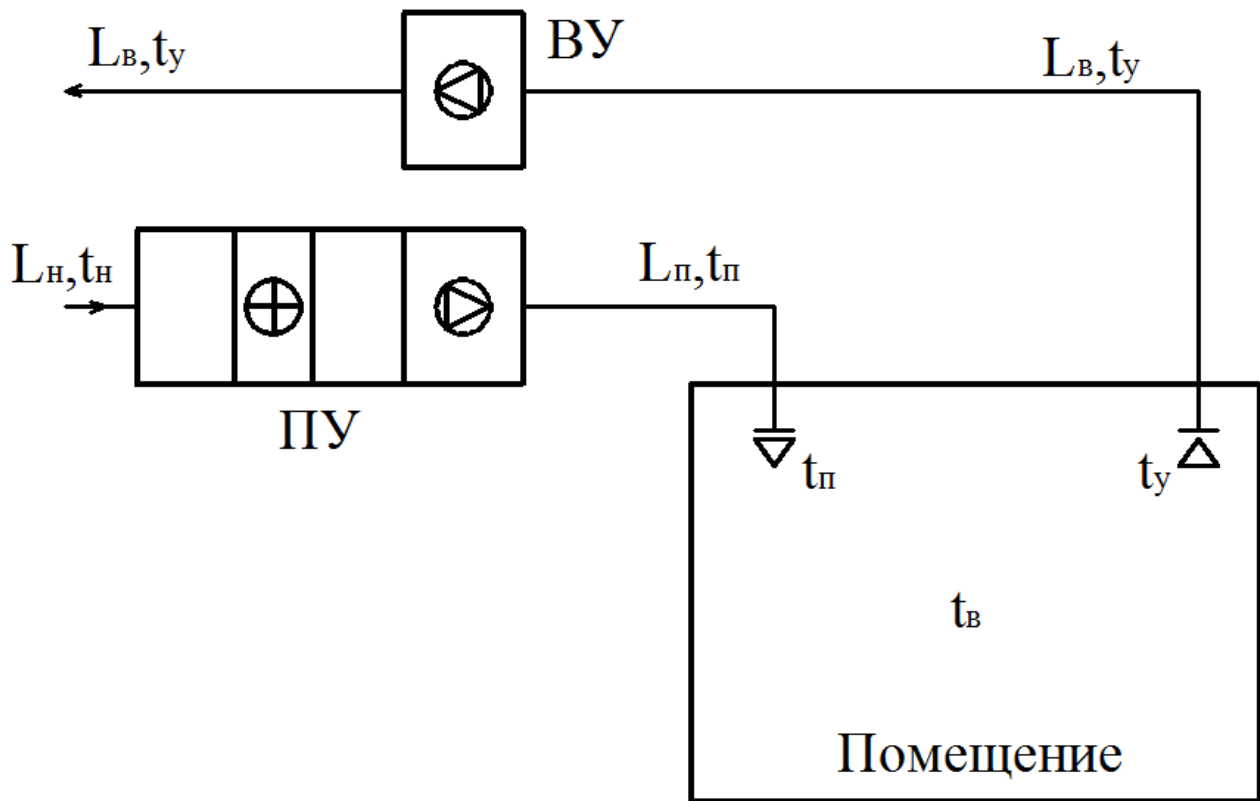 Lв,tу
ВУ
Lв,tу
Lн,tн
Lп,tп
ПУ
tп
tу
tв
Помещение